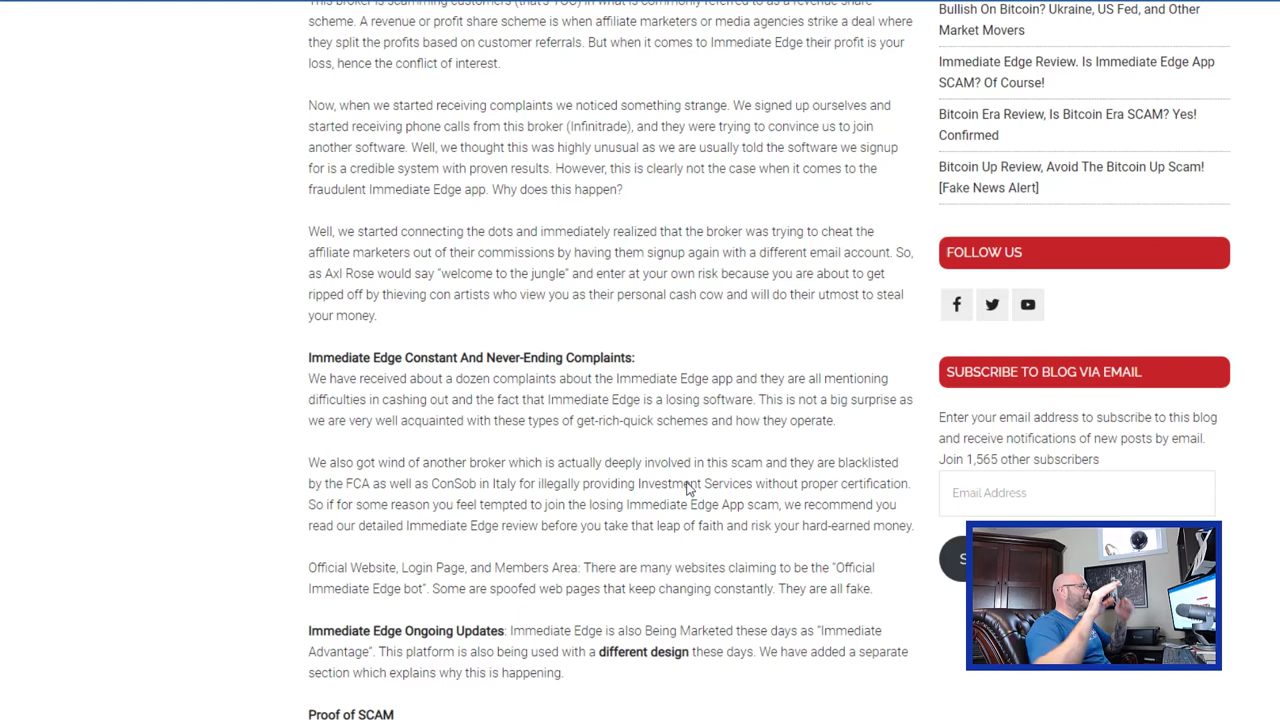 This broker is scamming customers (that's YOU) in what is commonly referred to as a revenue share
scheme. A revenue or profit share scheme is when affiliate marketers or media agencies strike a deal where
they split the profits based on customer referrals. But when it comes to Immediate Edge their profit is your
loss, hence the conflict of interest.
Now, when we started receiving complaints we noticed something strange. We signed up ourselves and
started receiving phone calls from this broker (Infinitrade), and they were trying to convince us to join
another software. Well, we thought this was highly unusual as we are usually told the software we signup
for is a credible system with proven results. However, this is clearly not the case when it comes to the
fraudulent Immediate Edge app. Why does this happen?
Well, we started connecting the dots and immediately realized that the broker was trying to cheat the
affiliate marketers out of their commissions by having them signup again with a different email account. So,
as Axl Rose would say “welcome to the jungle” and enter at your own risk because you are about to get
ripped off by thieving con artists who view you as their personal cash cow and will do their utmost to steal
your money.
Immediate Edge Constant And Never-Ending Complaints:
We have received about a dozen complaints about the Immediate Edge app and they are all mentioning
difficulties in cashing out and the fact that Immediate Edge is a losing software. This is not a big surprise as
we are very well acquainted with these types of get-rich-quick schemes and how they operate.
We also got wind of another broker which is actually deeply involved in this scam and they are blacklisted
by the FCA as well as ConSob in Italy for illegally providing Investment Services without proper certification.
So if for some reason you feel tempted to join the losing Immediate Edge App scam, we recommend you
read our detailed Immediate Edge review before you take that leap of faith and risk your hard-earned money.
Official Website, Login Page, and Members Area: There are many websites claiming to be the “Official
Immediate Edge bot”. Some are spoofed web pages that keep changing constantly. They are all fake.
Immediate Edge Ongoing Updates: Immediate Edge is also Being Marketed these days as “Immediate
Advantage”. This platform is also being used with a different design these days. We have added a separate
section which explains why this is happening.
Proof of SCAM
Bullish On Bitcoin? Ukraine, US Fed, and Other
Market Movers
Immediate Edge Review. Is Immediate Edge App
SCAM? Of Course!
Bitcoin Era Review, Is Bitcoin Era SCAM? Yes!
Confirmed
Bitcoin Up Review, Avoid The Bitcoin Up Scam!
[Fake News Alert]
FOLLOW US
SUBSCRIBE TO BLOG VIA EMAIL
Enter your email address to subscribe to this blog
and receive notifications of new posts by email.
Join 1,565 other subscribers
Email Address